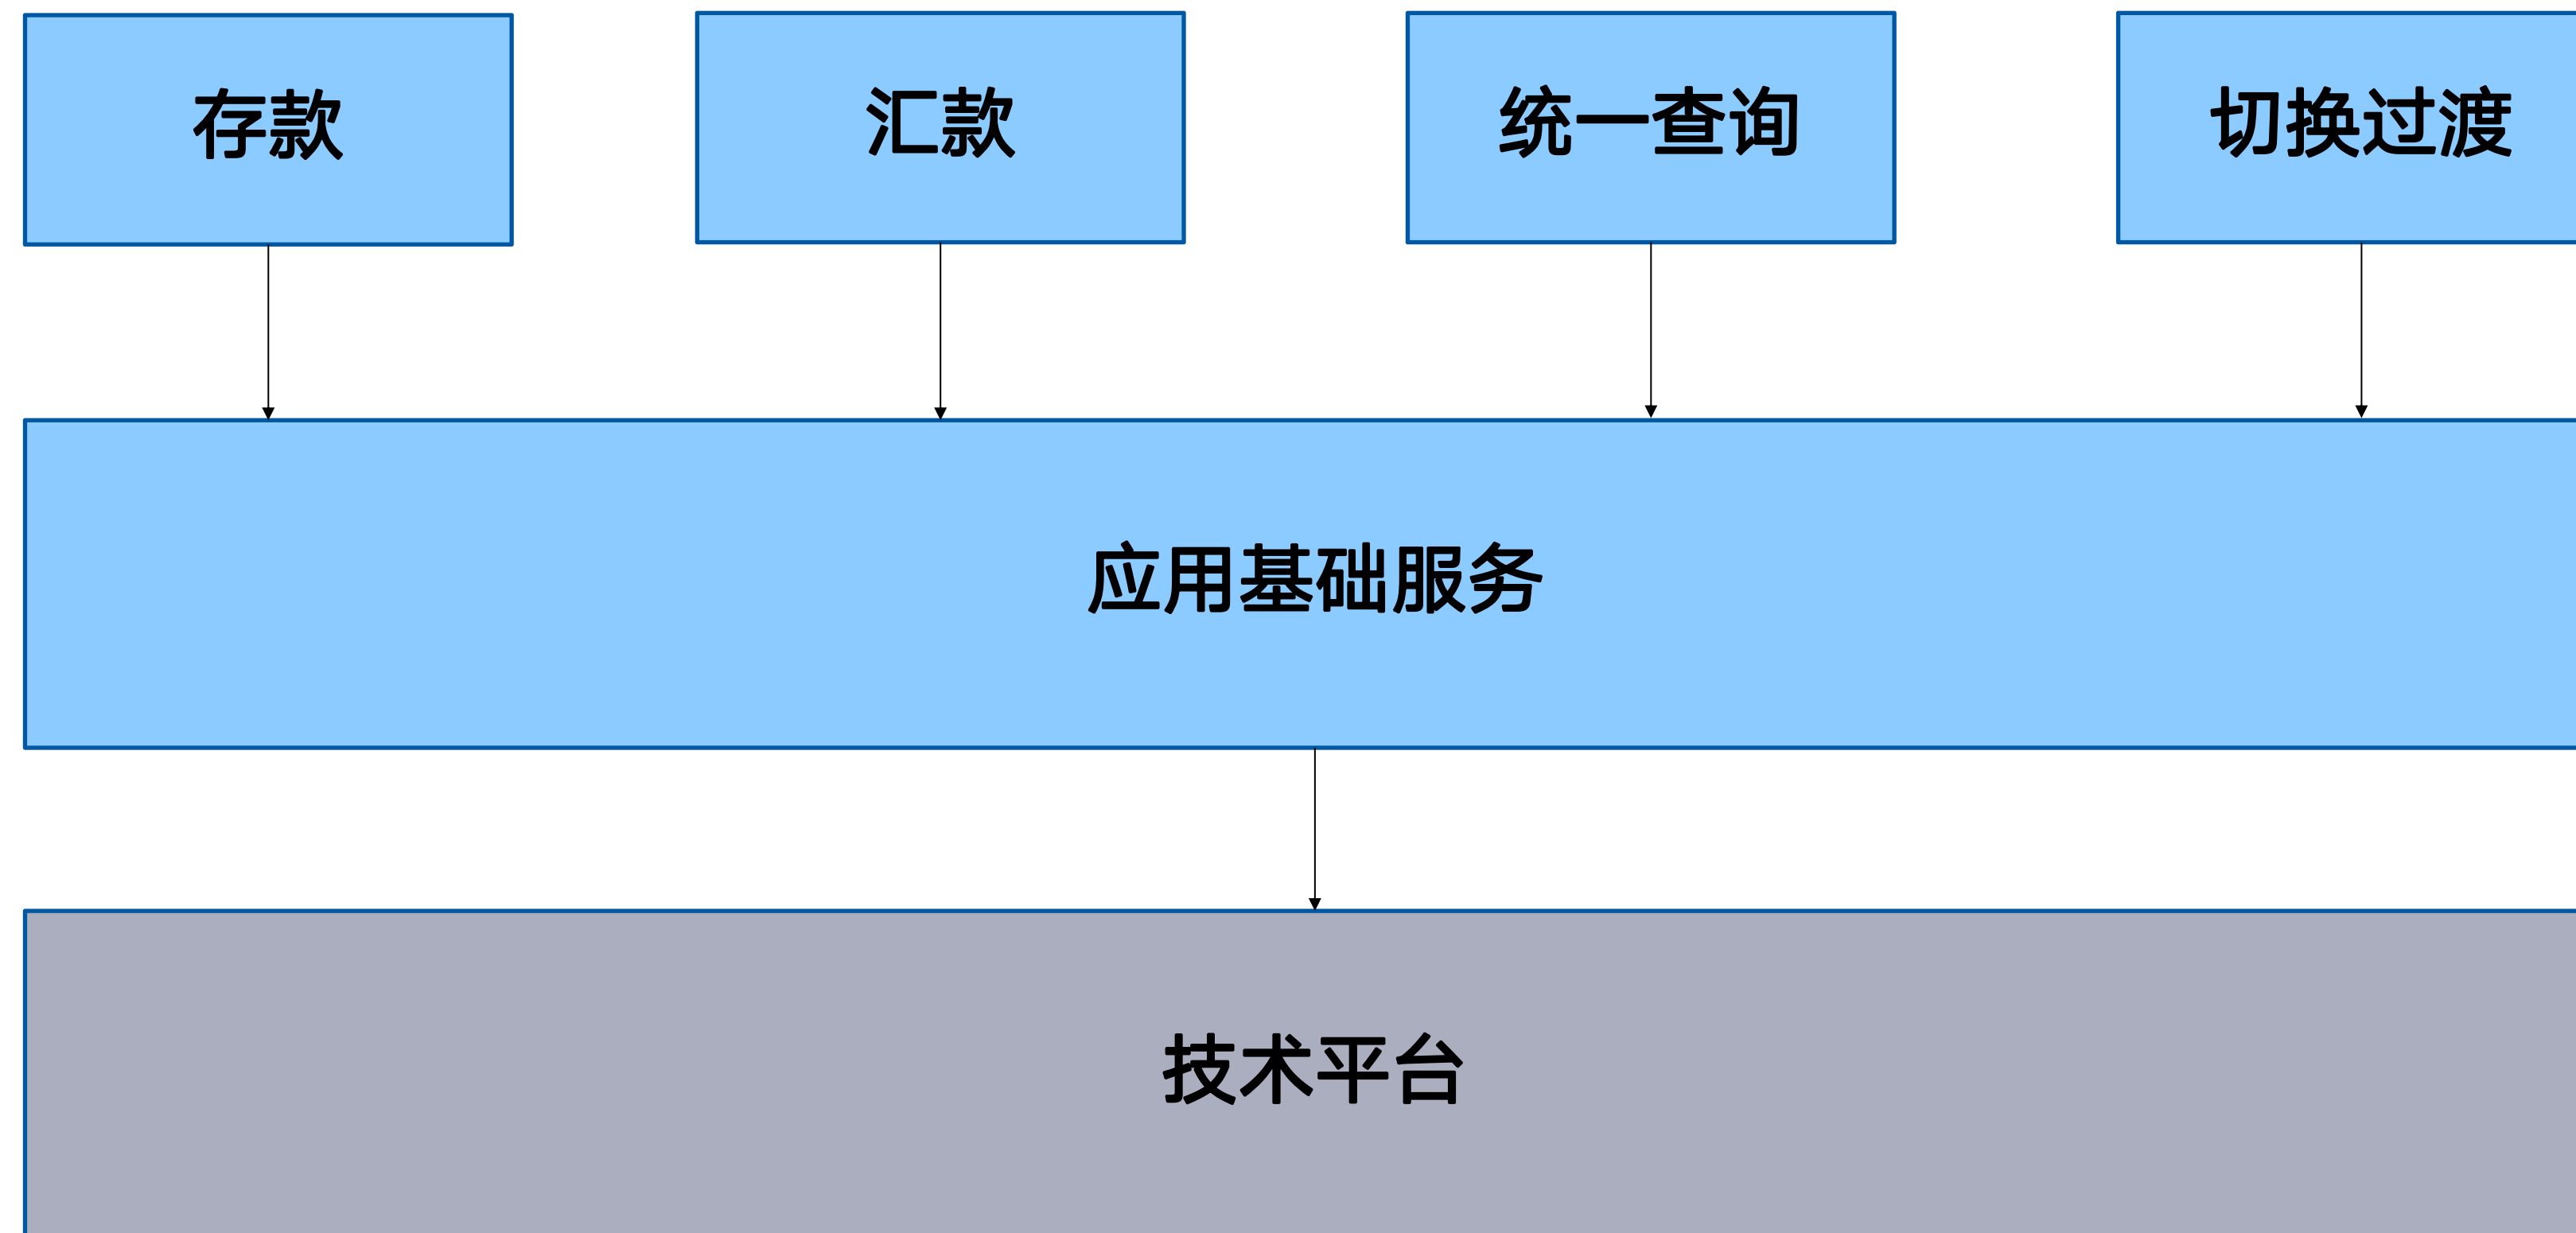 存款
汇款
统一查询
切换过渡
应用基础服务
技术平台